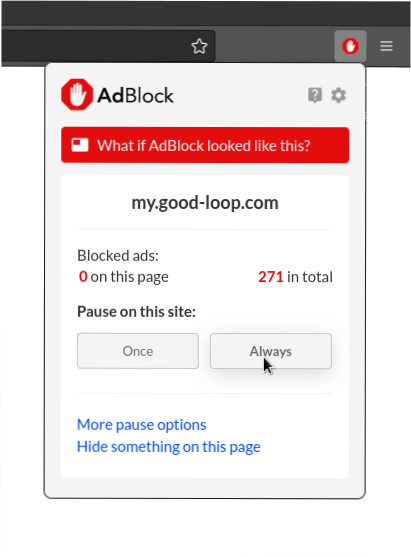 AdBlock
What if AdBlock looked like this?
my.good-loop.com
Blocked ads:
0 on this page 271 in total
Pause on this site:
Once Always
More pause options
Hide something on this page